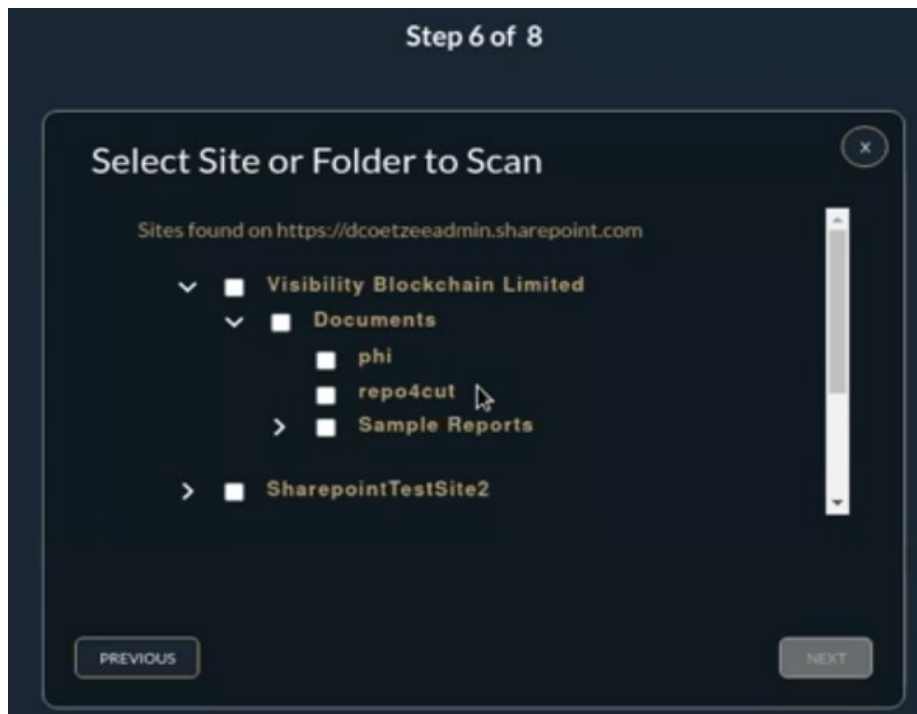 Step 6 of 8
Select Site or Folder to Scan
X
Sites found on https://dcoetzeeadmin.sharepoint.com
Visibility Blockchain Limited
Documents
phi
repo4cut
Sample Reports
SharepointTestSite2
PREVIOUS
NEXT